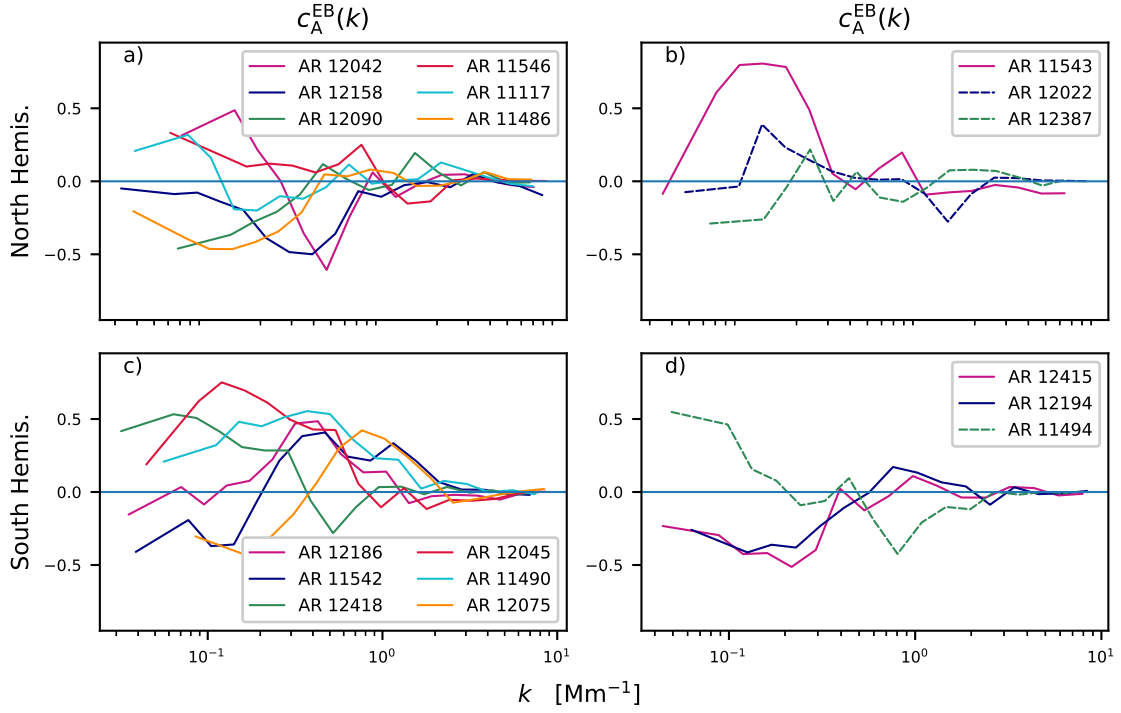 c_A^EB(k)
c_A^EB(k)
a)
AR 12042
AR 12158
AR 12090
AR 11546
AR 11117
AR 11486
b)
AR 11543
AR 12022
AR 12387
0.5
0.0
−0.5
0.5
0.0
−0.5
North Hemis.
c)
AR 12186
AR 11542
AR 12418
AR 12045
AR 11490
AR 12075
d)
AR 12415
AR 12194
AR 11494
0.5
0.0
−0.5
0.5
0.0
−0.5
South Hemis.
10^−1 10^0 10^1
10^−1 10^0 10^1
k [Mm^−1]